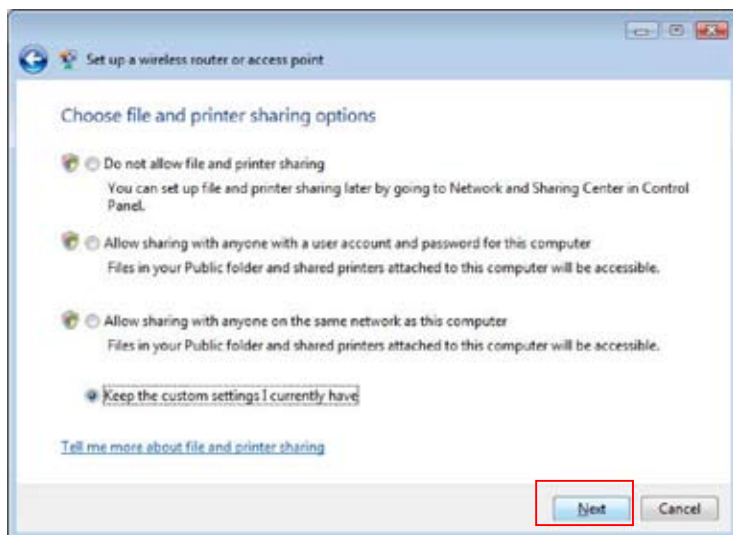 Set up a wireless router or access point
Choose file and printer sharing options
Do not allow file and printer sharing
You can set up file and printer sharing later by going to Network and Sharing Center in Control
Panel.
Allow sharing with anyone with a user account and password for this computer
Files in your Public folder and shared printers attached to this computer will be accessible.
Allow sharing with anyone on the same network as this computer
Files in your Public folder and shared printers attached to this computer will be accessible.
Keep the custom settings I currently have
Tell me more about file and printer sharing
Next Cancel